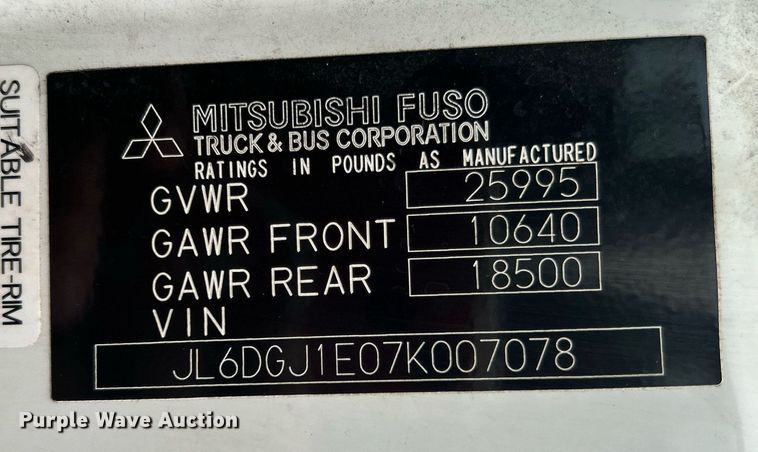 SUITABLE TIRE-RIM
MITSUBISHI FUSO
TRUCK & BUS CORPORATION
RATINGS IN POUNDS AS MANUFACTURED
GVWR 25995
GAWR FRONT 10640
GAWR REAR 18500
VIN
JL6DGJ1E07K007078
Purple Wave Auction